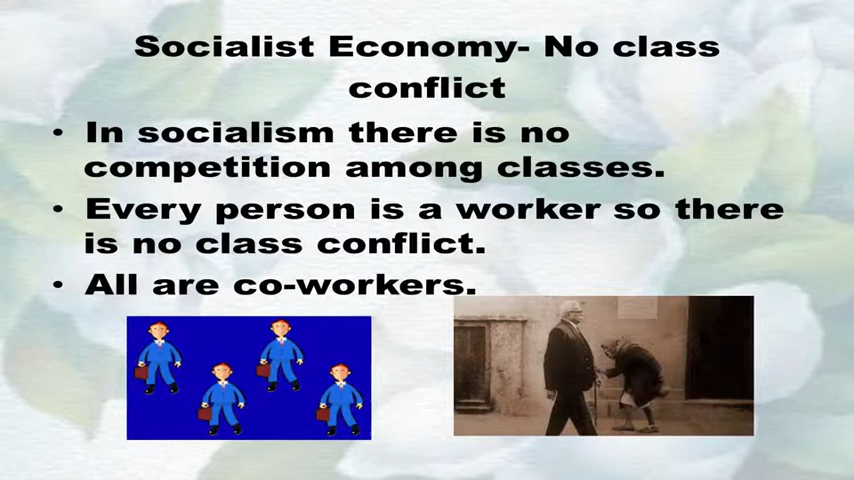 Socialist Economy- No class
conflict
• In socialism there is no
competition among classes.
• Every person is a worker so there
is no class conflict.
• All are co-workers.